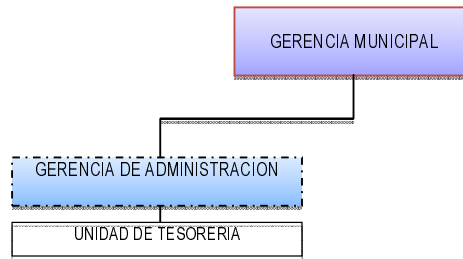 GERENCIA MUNICIPAL
GERENCIA DE ADMINISTRACION
UNIDAD DE TESORERIA